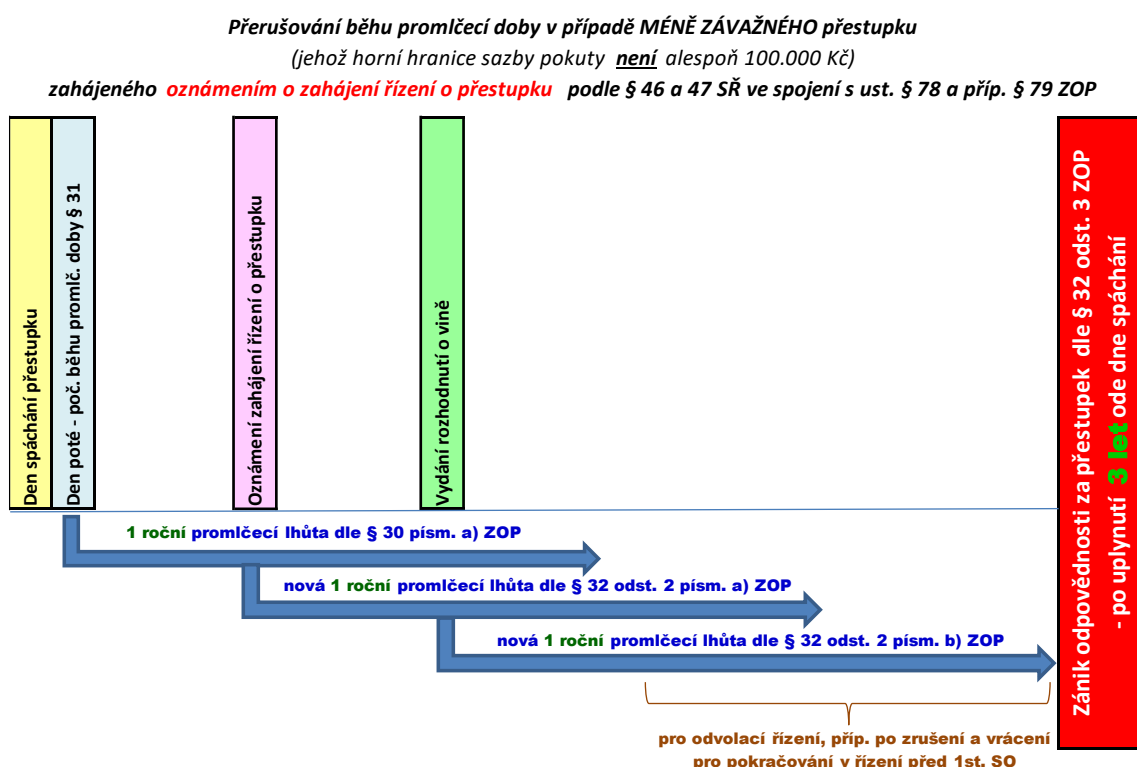 Přerušování běhu promlčecí doby v případě MÉNĚ ZÁVAŽNÉHO přestupku
(jehož horní hranice sazby pokuty není alespoň 100.000 Kč)
zahájeného oznámením o zahájení řízení o přestupku podle § 46 a 47 SŘ ve spojení s ust. § 78 a příp. § 79 ZOP
Den spáchání přestupku
Den poté - poč. běhu promlč. doby § 31
Oznámení zahájení řízení o přestupku
Vydání rozhodnutí o vině
Zánik odpovědnosti za přestupek dle § 32 odst. 3 ZOP
- po uplynutí 3 let ode dne spáchání
1 roční promlčecí lhůta dle § 30 písm. a) ZOP
nová 1 roční promlčecí lhůta dle § 32 odst. 2 písm. a) ZOP
nová 1 roční promlčecí lhůta dle § 32 odst. 2 písm. b) ZOP
pro odvolací řízení, příp. po zrušení a vrácení
pro pokračování v řízení před 1st. SO